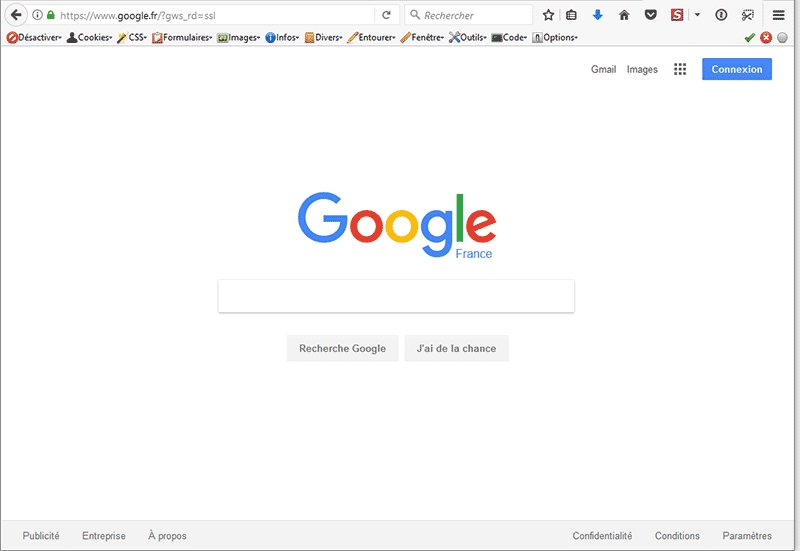 https://www.google.fr/?gws_rd=ssl Rechercher S
Désactiver Cookies CSS Formulaires Images Infos Divers Entourer Fenêtre Outils Code Options
Gmail Images Connexion
Google
France
Recherche Google J'ai de la chance
Publicité Entreprise À propos Confidentialité Conditions Paramètres